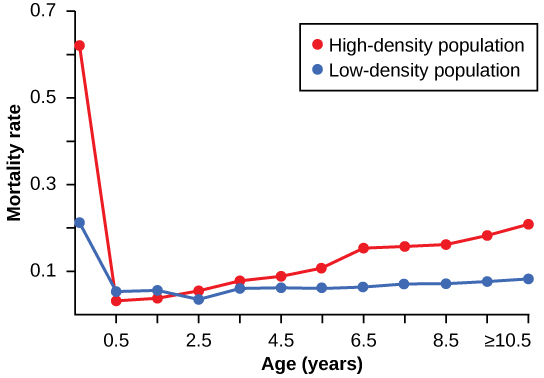 0.7
High-density population
Low-density population
0.5
Mortality rate
0.3
0.1
0.5 2.5 4.5 6.5 8.5 ≥10.5
Age (years)